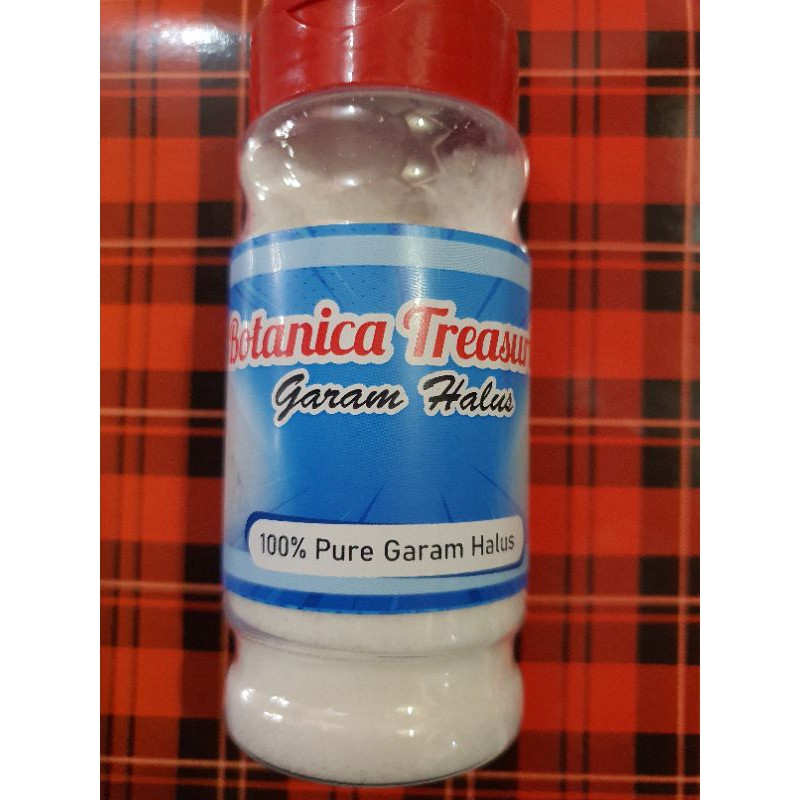 Botanica Treasur
Garam Halus
100% Pure Garam Halus